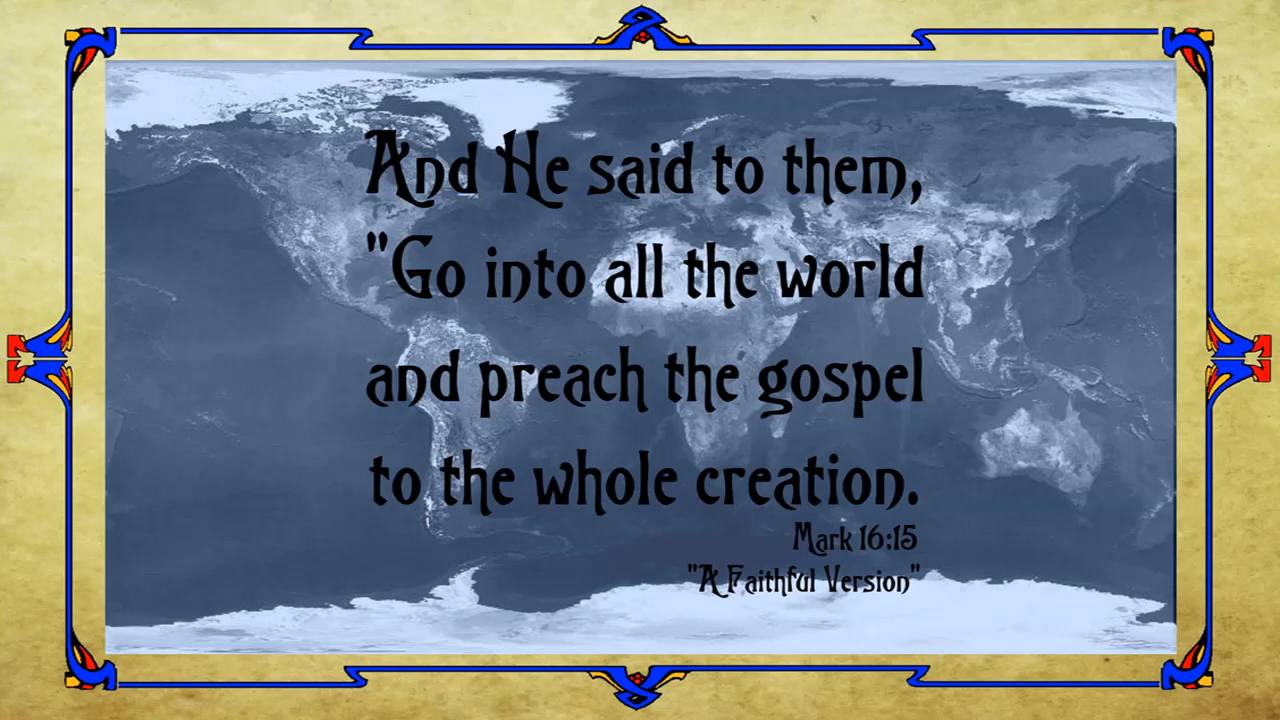 And He said to them,
"Go into all the world
and preach the gospel
to the whole creation.
Mark 16:15
"A Faithful Version"